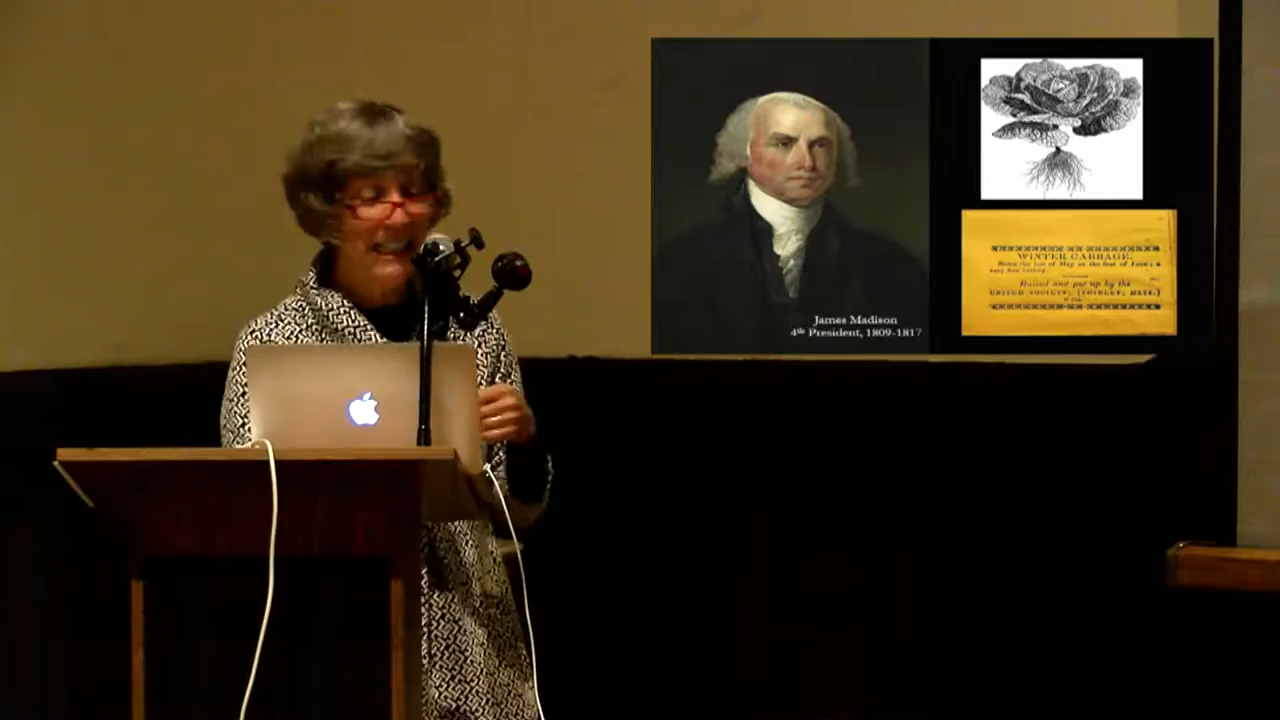 James Madison
4th President, 1809-1817
WINTER CABBAGE.
Raised and put up by the
UNITED SOCIETY, (SHIRLEY, MASS.)